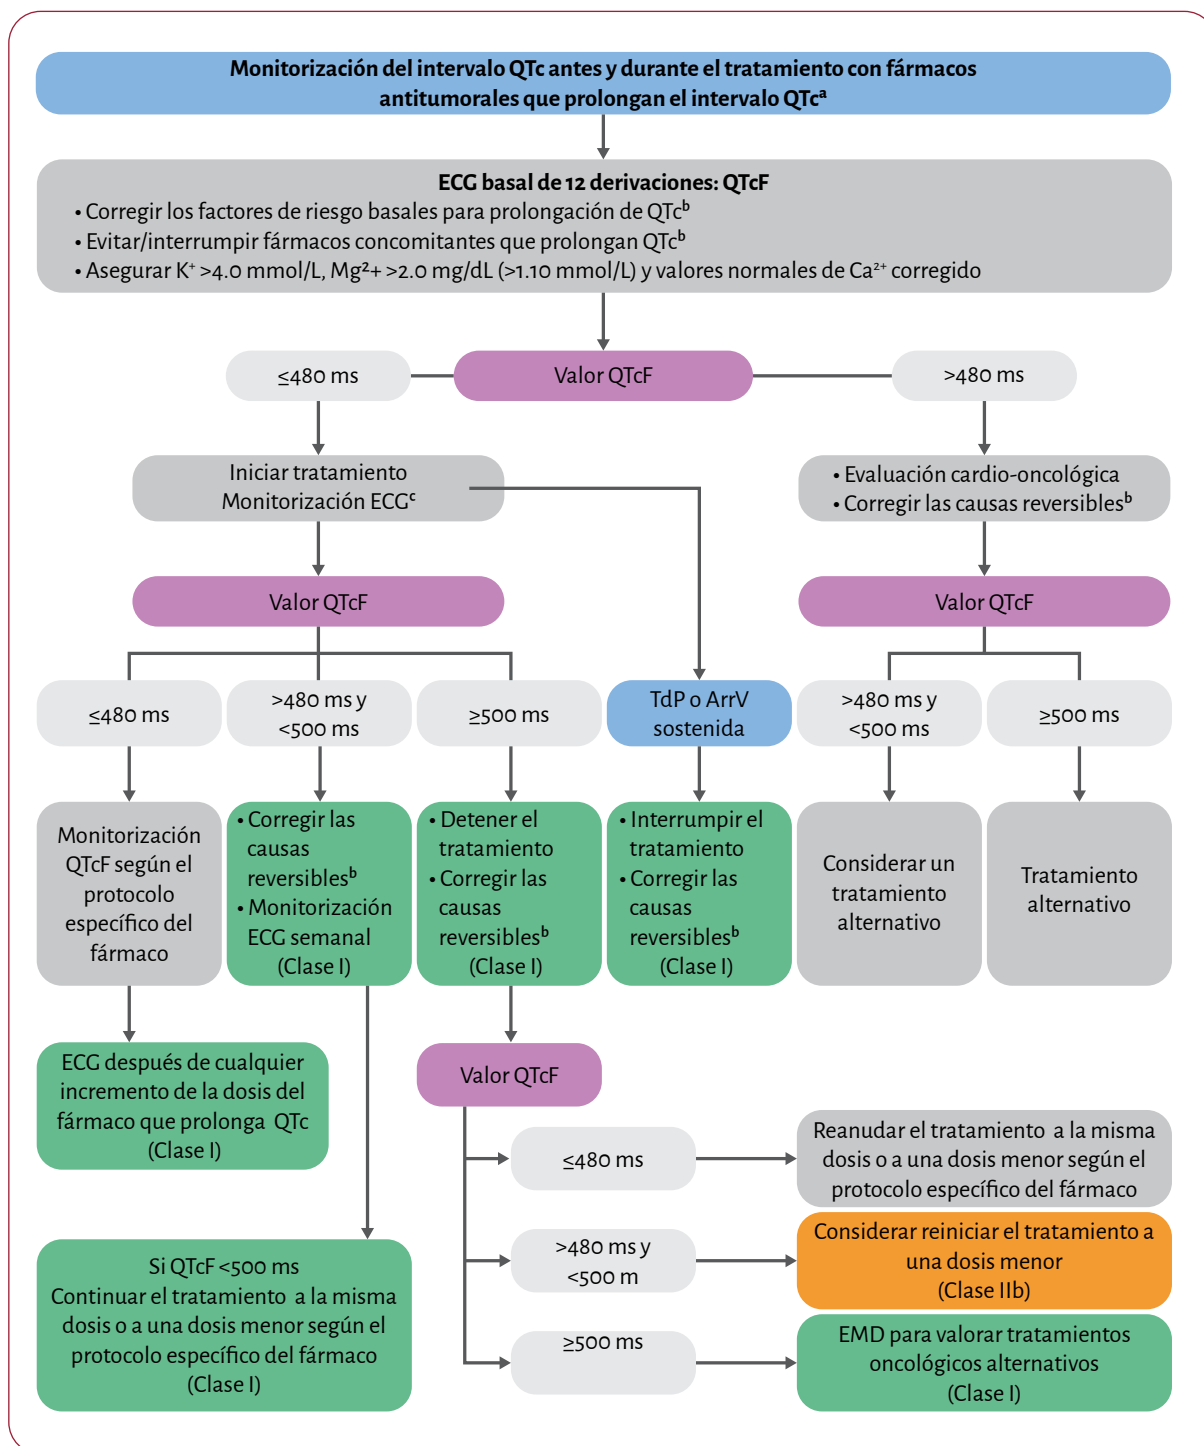 Monitorización del intervalo QTc antes y durante el tratamiento con fármacos
antitumorales que prolongan el intervalo QTcᵃ
ECG basal de 12 derivaciones: QTcF
• Corregir los factores de riesgo basales para prolongación de QTcᵇ
• Evitar/interrumpir fármacos concomitantes que prolongan QTcᵇ
• Asegurar K⁺ >4.0 mmol/L, Mg²+ >2.0 mg/dL (>1.10 mmol/L) y valores normales de Ca²⁺ corregido
≤480 ms
Valor QTcF
>480 ms
Iniciar tratamiento
Monitorización ECGᶜ
• Evaluación cardio-oncológica
• Corregir las causas reversiblesᵇ
Valor QTcF
Valor QTcF
≤480 ms
>480 ms y
<500 ms
≥500 ms
TdP o ArrV
sostenida
>480 ms y
<500 ms
≥500 ms
Monitorización
QTcF según el
protocolo
específico del
fármaco
• Corregir las
causas
reversiblesᵇ
• Monitorización
ECG semanal
(Clase I)
• Detener el
tratamiento
• Corregir las
causas
reversiblesᵇ
(Clase I)
• Interrumpir el
tratamiento
• Corregir las
causas
reversiblesᵇ
(Clase I)
Considerar un
tratamiento
alternativo
Tratamiento
alternativo
ECG después de cualquier
incremento de la dosis del
fármaco que prolonga QTc
(Clase I)
Valor QTcF
≤480 ms
Reanudar el tratamiento a la misma
dosis o a una dosis menor según el
protocolo específico del fármaco
>480 ms y
<500 m
Considerar reiniciar el tratamiento a
una dosis menor
(Clase IIb)
Si QTcF <500 ms
Continuar el tratamiento a la misma
dosis o a una dosis menor según el
protocolo específico del fármaco
(Clase I)
≥500 ms
EMD para valorar tratamientos
oncológicos alternativos
(Clase I)